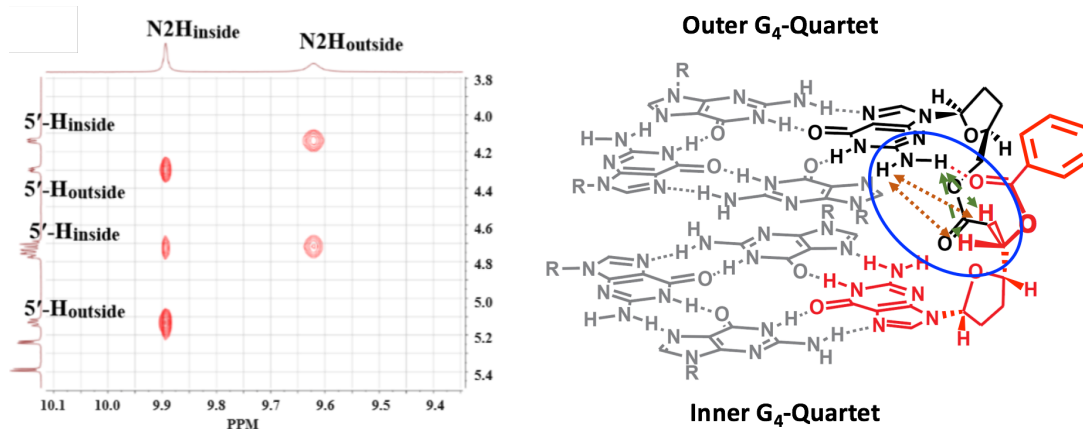 N2Hinside
N2Houtside
5′-Hinside
5′-Houtside
5′-Hinside
5′-Houtside
3.8
4.0
4.2
4.4
4.6
4.8
5.0
5.2
5.4
10.1 10.0 9.9 9.8 9.7 9.6 9.5 9.4
PPM
Outer G4-Quartet
R
N
N
N
N
H
H
O
N
H
N
O
H
N
H
N
R
N
N
H
O
N
H
N
H
O
N
N
H
H
O
O
O
O
H
H
R
R
N
N
H
N
O
H
N
H
N
H
O
N
H
N
N
R
N
O
N
H
H
N
H
O
N
H
N
H
N
R
Inner G4-Quartet